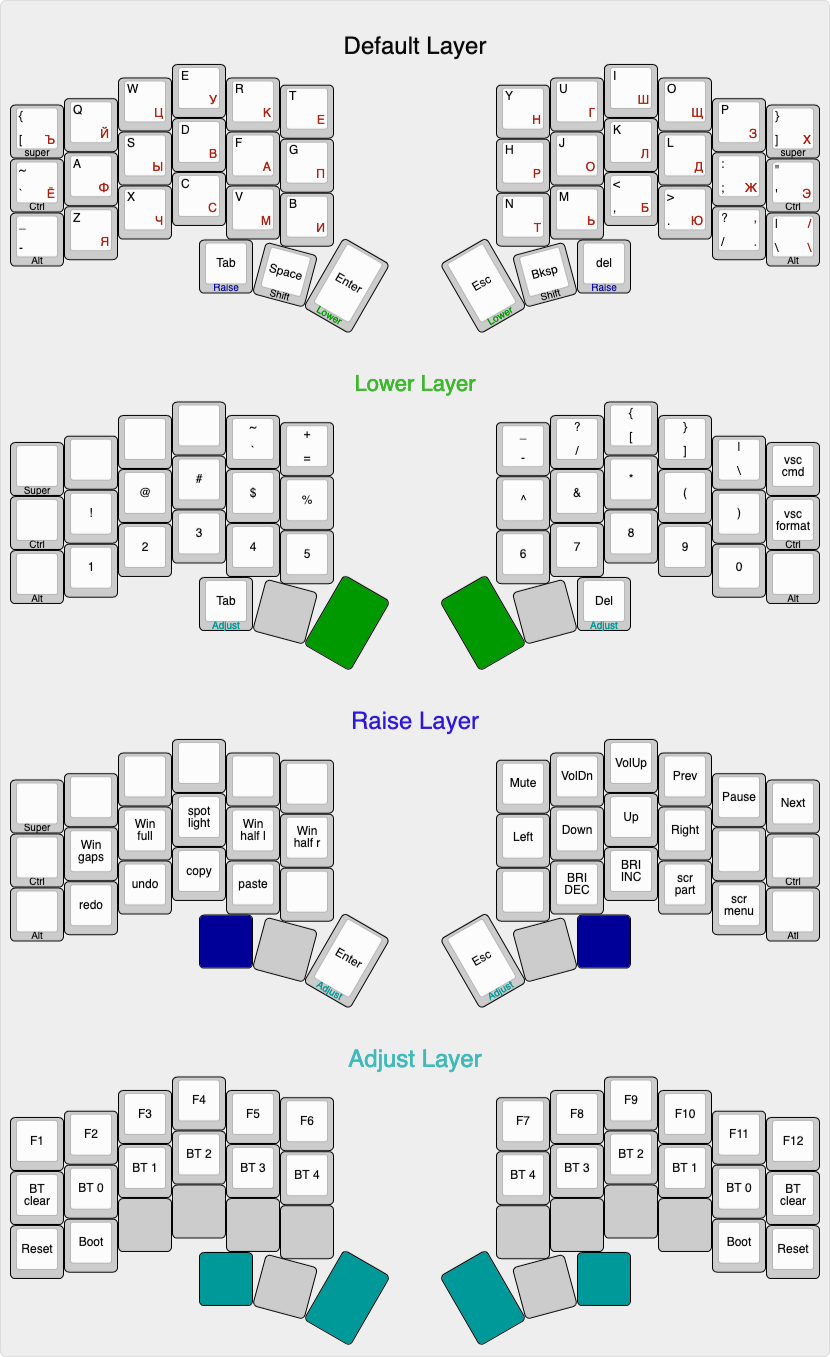 Default Layer
{ Q W E R T Y U I O P }
[ Ъ Й Ц У К Е Н Г Ш Щ З ] Х
super super
~ A S D F G H J K L : "
` Ё Ф Ы В А П Р О Л Д ; Ж ' Э
Ctrl Ctrl
_ Z X C V B N M < > ? , | /
- Я Ч С М И Т Ь , Б . Ю / . \ \
Alt Alt
Tab Space Enter Esc Bksp del
Raise Shift Lower Lower Shift Raise
Lower Layer
~ + _ ? { } |
` = - / [ ] \
vsc
cmd
Super
! @ # $ % ^ & * ( )
vsc
format
Ctrl Ctrl
1 2 3 4 5 6 7 8 9 0
Alt Alt
Tab Del
Adjust Adjust
Raise Layer
Mute VolDn VolUp Prev Pause Next
Super
Win
gaps
Win
full
spot
light
Win
half l
Win
half r
Left Down Up Right
Ctrl Ctrl
redo undo copy paste
BRI
DEC
BRI
INC
scr
part
scr
menu
Alt Atl
Enter Esc
Adjust Adjust
Adjust Layer
F1 F2 F3 F4 F5 F6 F7 F8 F9 F10 F11 F12
BT
clear
BT 0 BT 1 BT 2 BT 3 BT 4 BT 4 BT 3 BT 2 BT 1 BT 0
BT
clear
Reset Boot Boot Reset